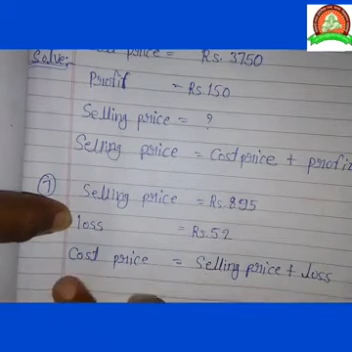 Solve:
price = Rs. 3750
Profit = Rs. 150
Selling price = ?
Selling price = Cost price + profit
7
Selling price = Rs. 895
loss = Rs. 52
Cost price = Selling price + loss